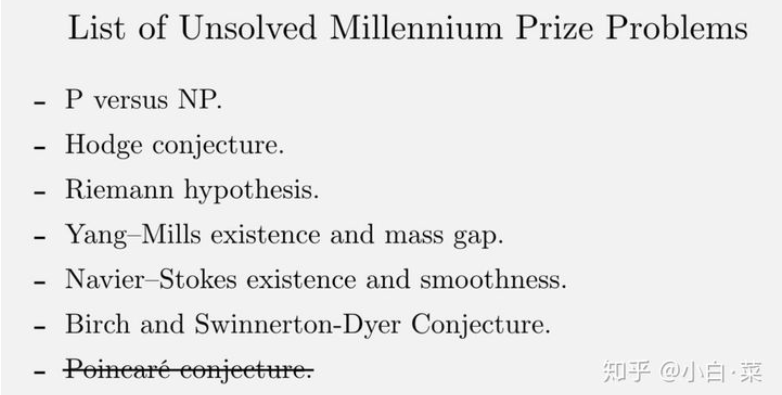 List of Unsolved Millennium Prize Problems
- P versus NP.
- Hodge conjecture.
- Riemann hypothesis.
- Yang–Mills existence and mass gap.
- Navier–Stokes existence and smoothness.
- Birch and Swinnerton-Dyer Conjecture.
- Poincaré conjecture.
知乎 @小白·菜